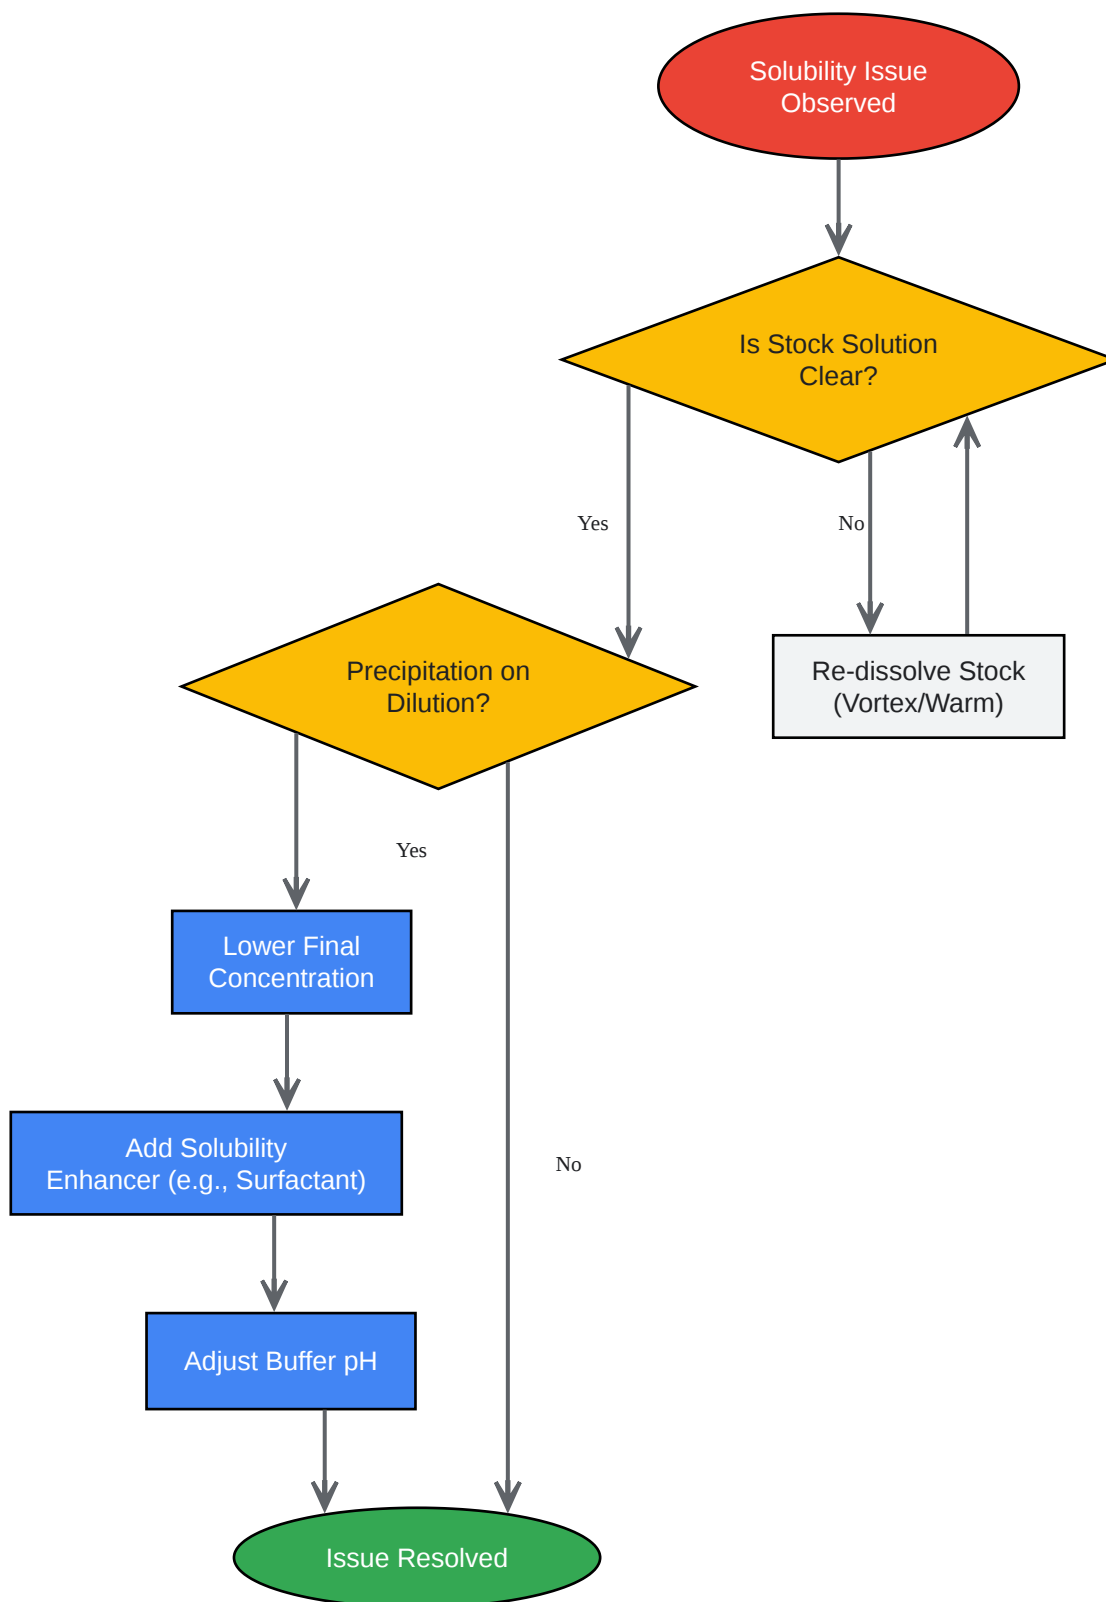 Solubility Issue
Observed
Is Stock Solution
Clear?
Yes
No
Precipitation on
Dilution?
Re-dissolve Stock
(Vortex/Warm)
Yes
Lower Final
Concentration
Add Solubility
Enhancer (e.g., Surfactant)
No
Adjust Buffer pH
Issue Resolved